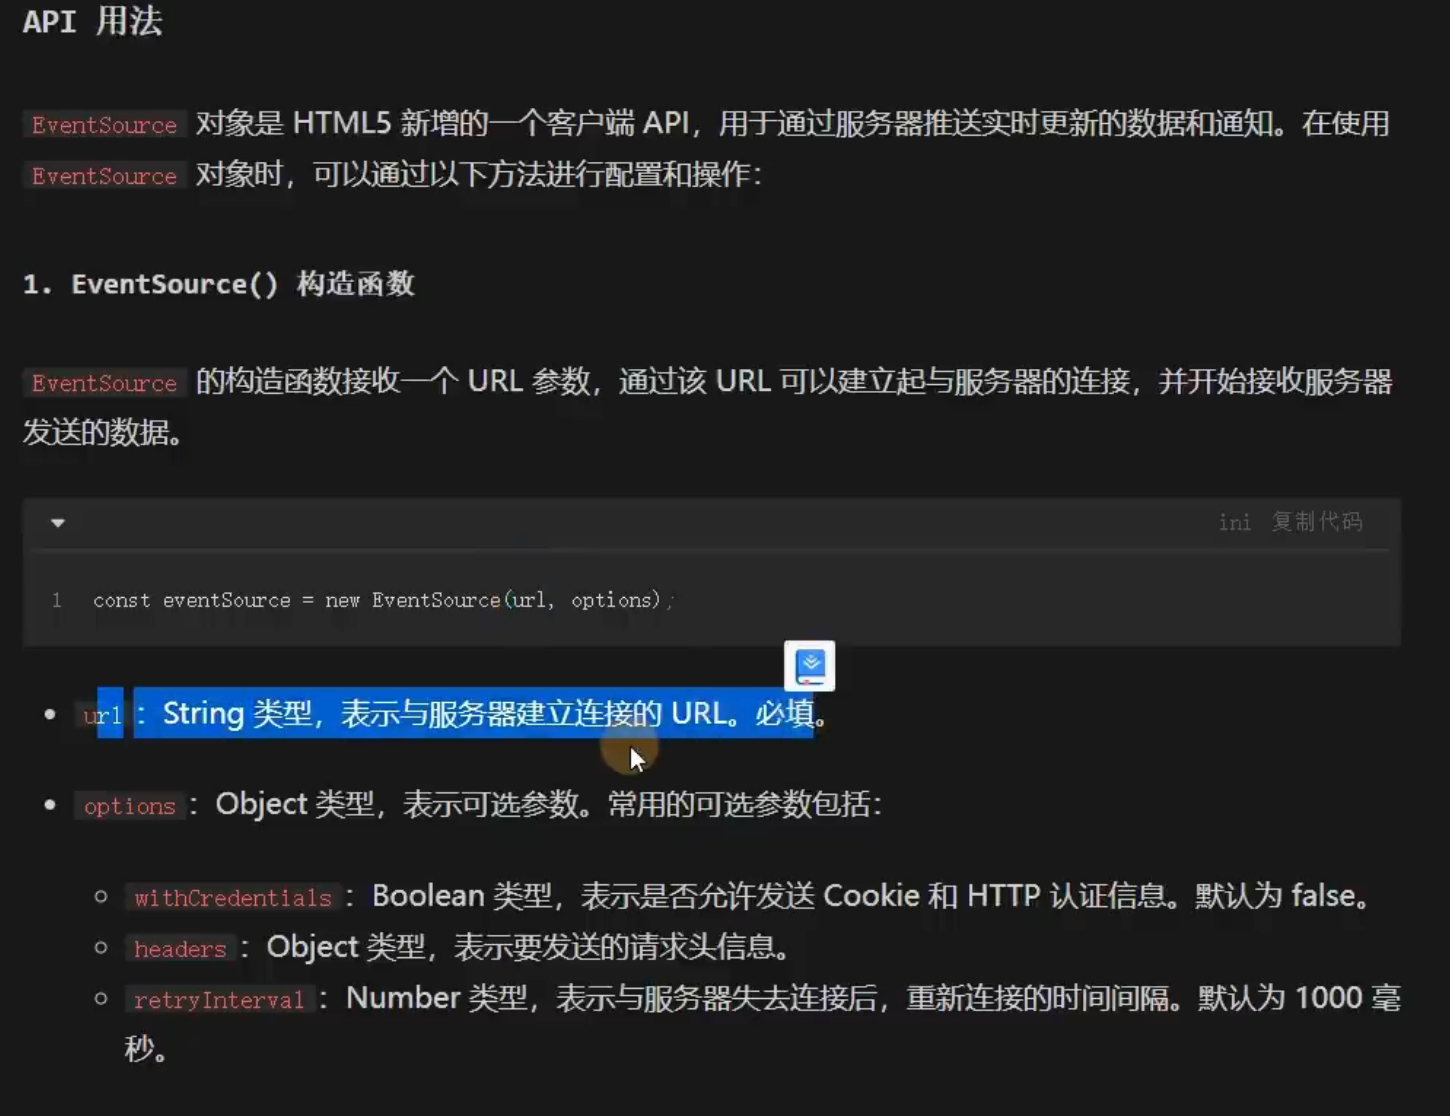 API 用法
EventSource 对象是 HTML5 新增的一个客户端 API，用于通过服务器推送实时更新的数据和通知。在使用
EventSource 对象时，可以通过以下方法进行配置和操作：
1. EventSource() 构造函数
EventSource 的构造函数接收一个 URL 参数，通过该 URL 可以建立起与服务器的连接，并开始接收服务器
发送的数据。
ini 复制代码
1 const eventSource = new EventSource(url, options);
• url ：String 类型，表示与服务器建立连接的 URL。必填。
• options ：Object 类型，表示可选参数。常用的可选参数包括：
○ withCredentials ：Boolean 类型，表示是否允许发送 Cookie 和 HTTP 认证信息。默认为 false。
○ headers ：Object 类型，表示要发送的请求头信息。
○ retryInterval ：Number 类型，表示与服务器失去连接后，重新连接的时间间隔。默认为 1000 毫
秒。